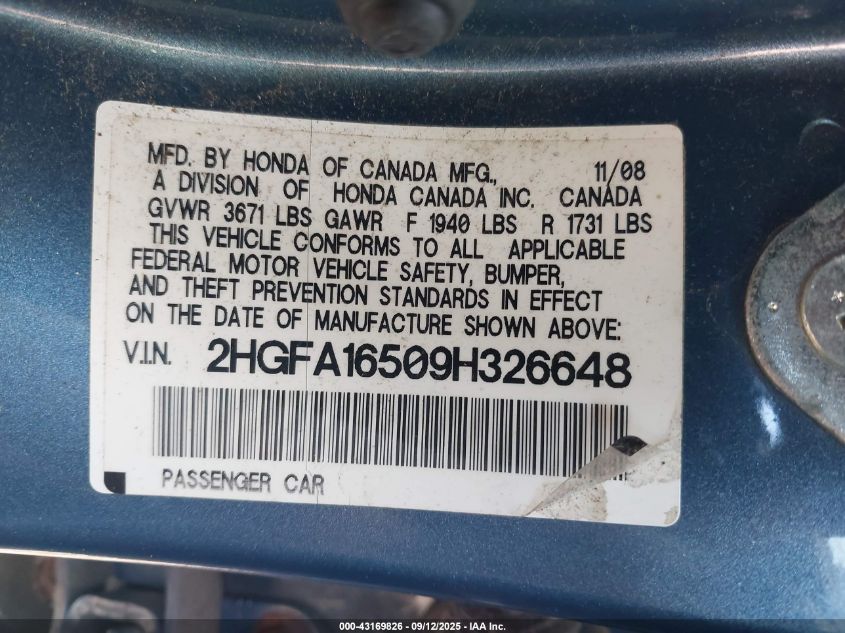 MFD. BY HONDA OF CANADA MFG., 11/08
A DIVISION OF HONDA CANADA INC. CANADA
GVWR 3671 LBS GAWR F 1940 LBS R 1731 LBS
THIS VEHICLE CONFORMS TO ALL APPLICABLE
FEDERAL MOTOR VEHICLE SAFETY, BUMPER,
AND THEFT PREVENTION STANDARDS IN EFFECT
ON THE DATE OF MANUFACTURE SHOWN ABOVE:
V.I.N. 2HGFA16509H326648
PASSENGER CAR
000-43169826 - 09/12/2025 - IAA Inc.